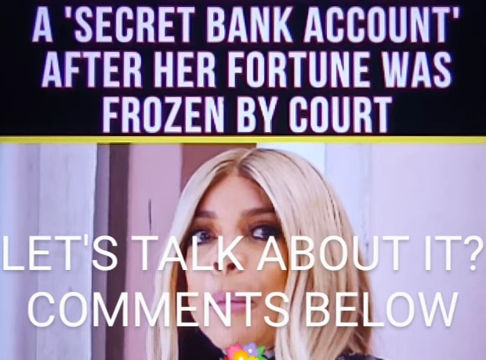 A 'SECRET BANK ACCOUNT'
AFTER HER FORTUNE WAS
FROZEN BY COURT
LET'S TALK ABOUT IT?
COMMENTS BELOW